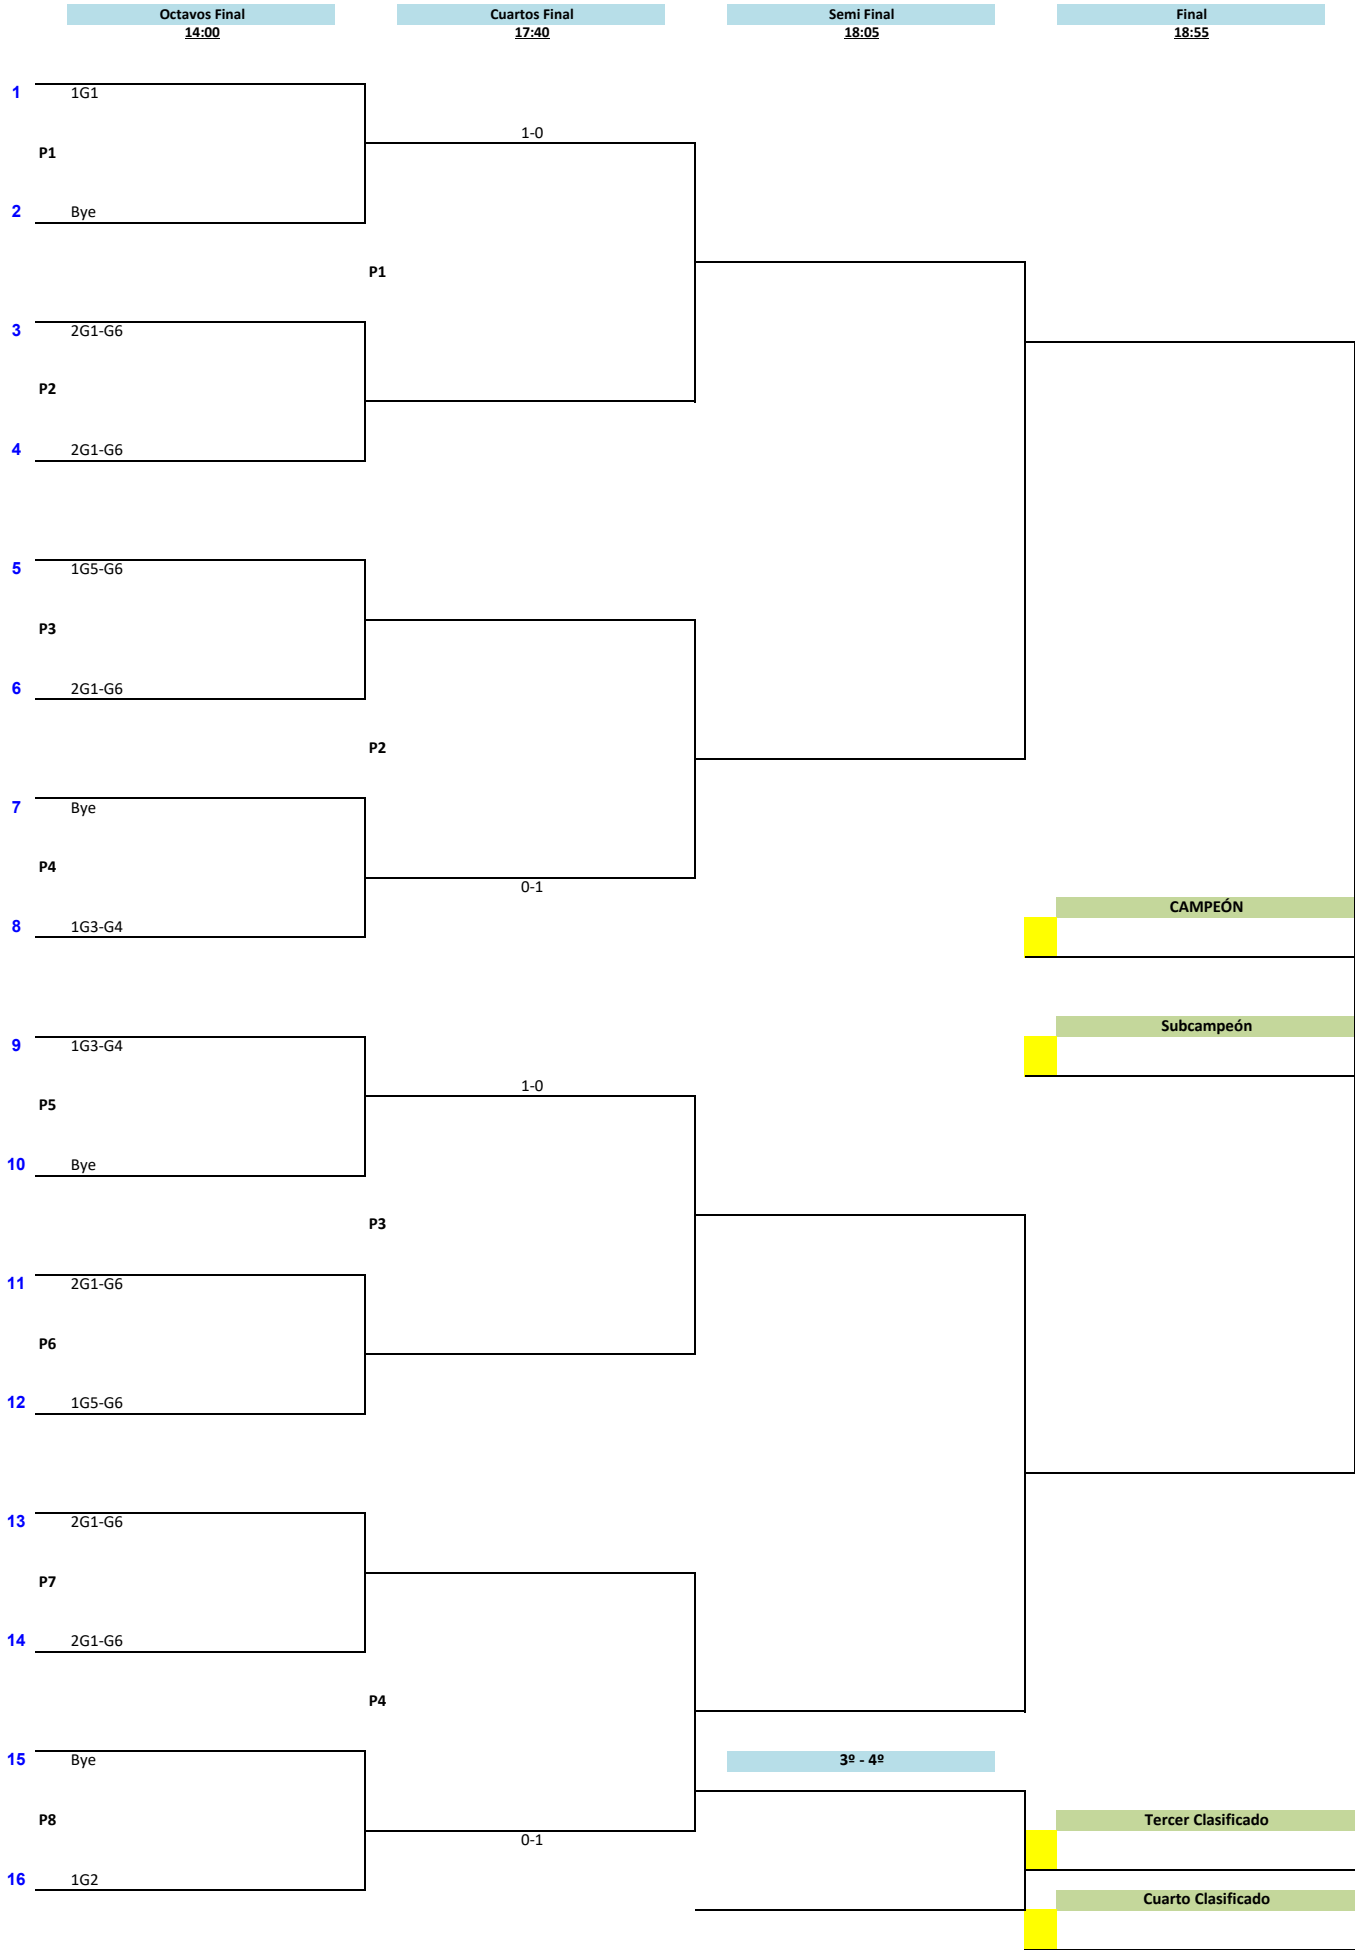 Octavos Final Cuartos Final Semi Final Final
14:00 17:40 18:05 18:55
1 1G1
1-0
P1
2 Bye
P1
3 2G1-G6
P2
4 2G1-G6
5 1G5-G6
P3
6 2G1-G6
P2
7 Bye
P4
0-1
CAMPEÓN
8 1G3-G4
Subcampeón
9 1G3-G4
1-0
P5
10 Bye
P3
11 2G1-G6
P6
12 1G5-G6
13 2G1-G6
P7
14 2G1-G6
P4
15 Bye 3º - 4º
P8 Tercer Clasificado
0-1
16 1G2
Cuarto Clasificado